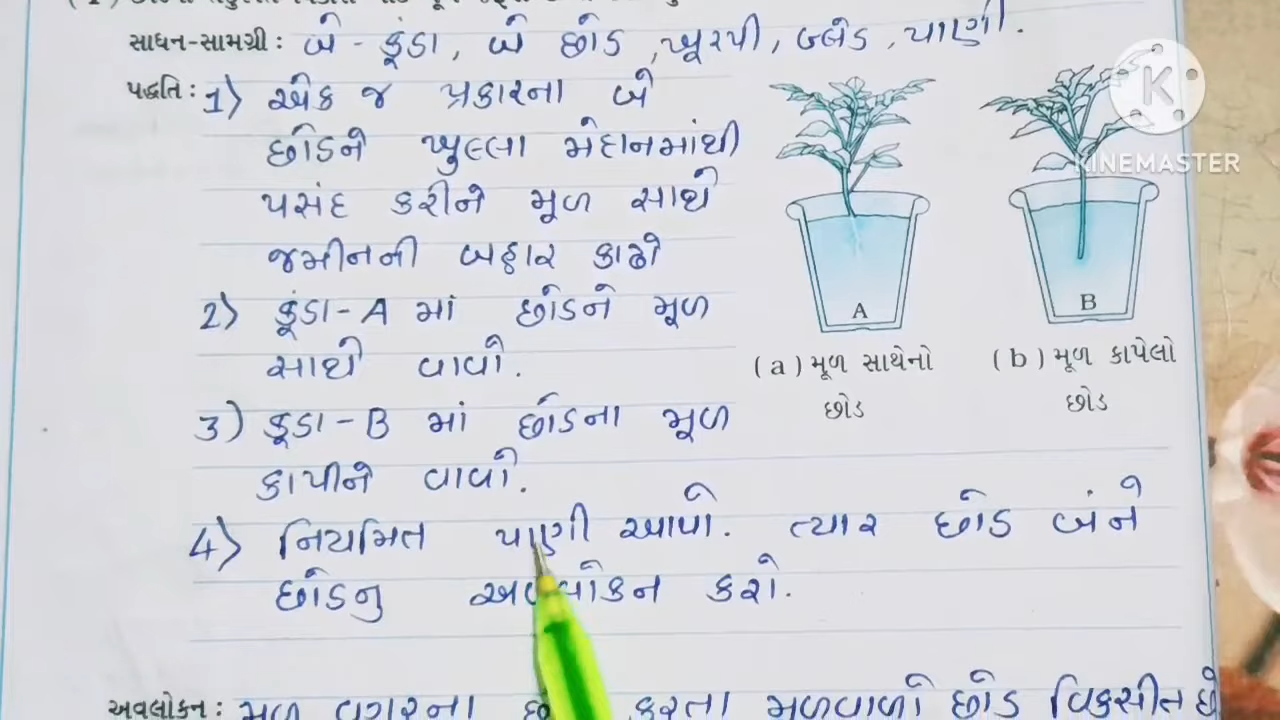 સાધન-સામગ્રી : બે - કૂંડા, બે છોડ, ખૂરપી, બ્લેડ, પાણી.
પદ્ધતિ : 1) એક જ પ્રકારના બે
છોડને ખુલ્લા મેદાનમાંથી
પસંદ કરીને મૂળ સાથે
જમીનની બહાર કાઢો
2) કૂંડા-A માં છોડને મૂળ
સાથે વાવો.
3) કૂડા-B માં છોડના મૂળ
કાપીને વાવો.
4) નિયમિત પાણી આપો. ત્યાર છોડ બંને
છોડનુ અવલોકન કરો.
અવલોકન : મૂળ વગરના કરતા મૂળવાળો છોડ વિકસીત છે
A
(a) મૂળ સાથેનો
છોડ
B
(b) મૂળ કાપેલો
છોડ
K
KINEMASTER